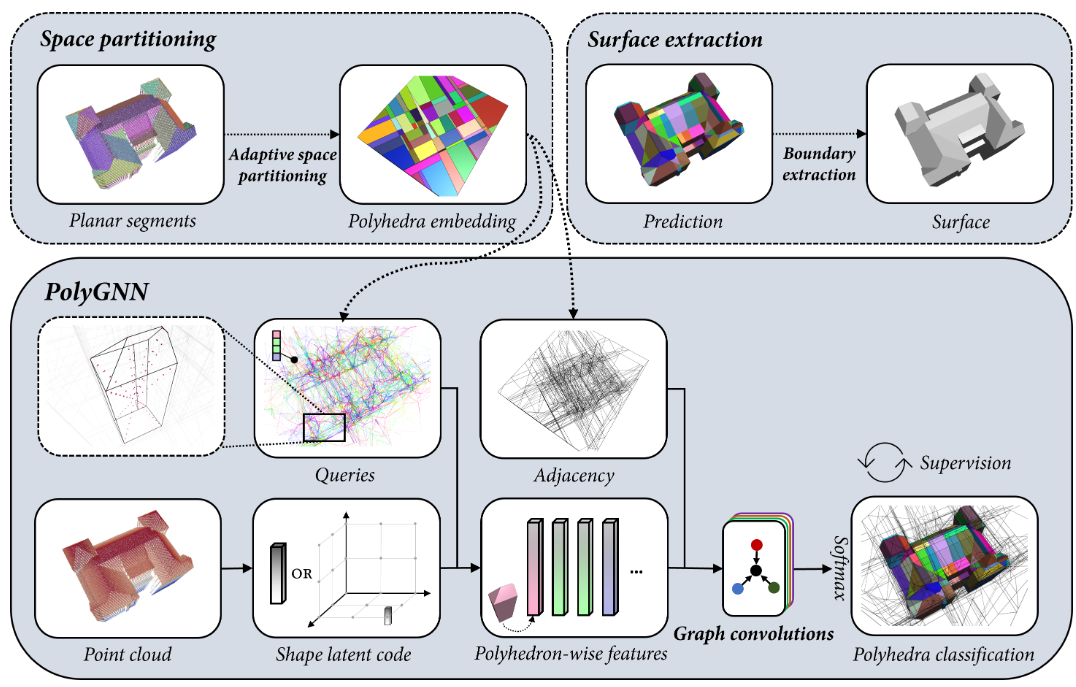 Space partitioning
Adaptive space
partitioning
Planar segments
Polyhedra embedding
Surface extraction
Boundary
extraction
Prediction
Surface
PolyGNN
Queries
Adjacency
Supervision
OR
...
Softmax
Graph convolutions
Point cloud
Shape latent code
Polyhedron-wise features
Polyhedra classification